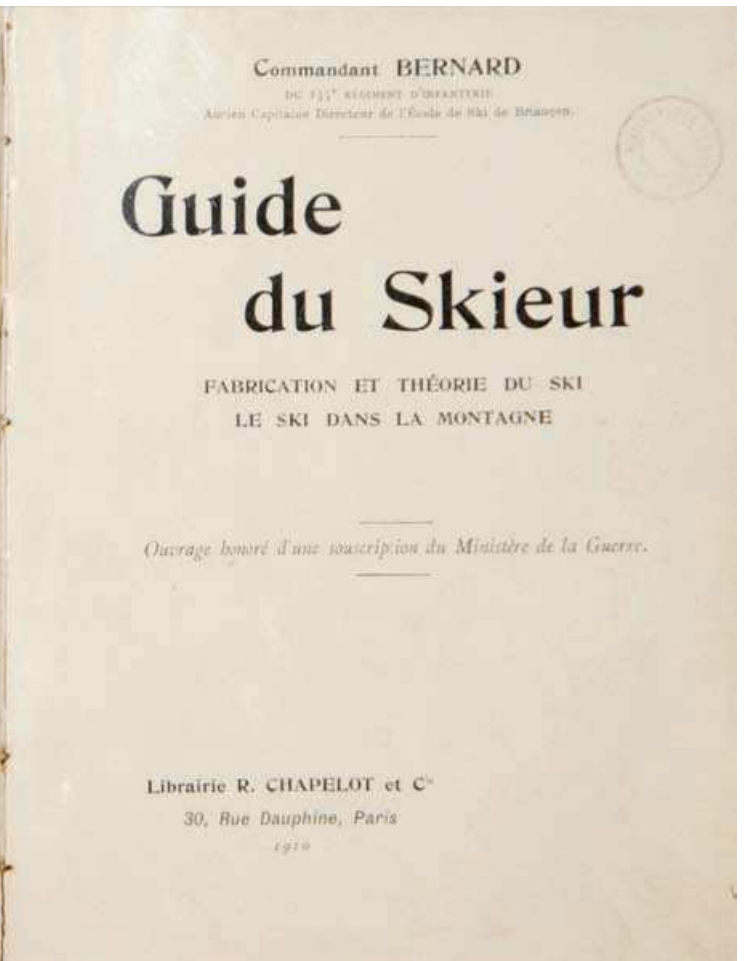 Commandant BERNARD
DU RÉGIMENT D'INFANTERIE
Ancien Capitaine Directeur de l'École de Ski de Briançon.
Guide
du Skieur
FABRICATION ET THÉORIE DU SKI
LE SKI DANS LA MONTAGNE
Ouvrage honoré d'une souscription du Ministère de la Guerre.
Librairie R. CHAPELOT et Cie
30, Rue Dauphine, Paris
1910